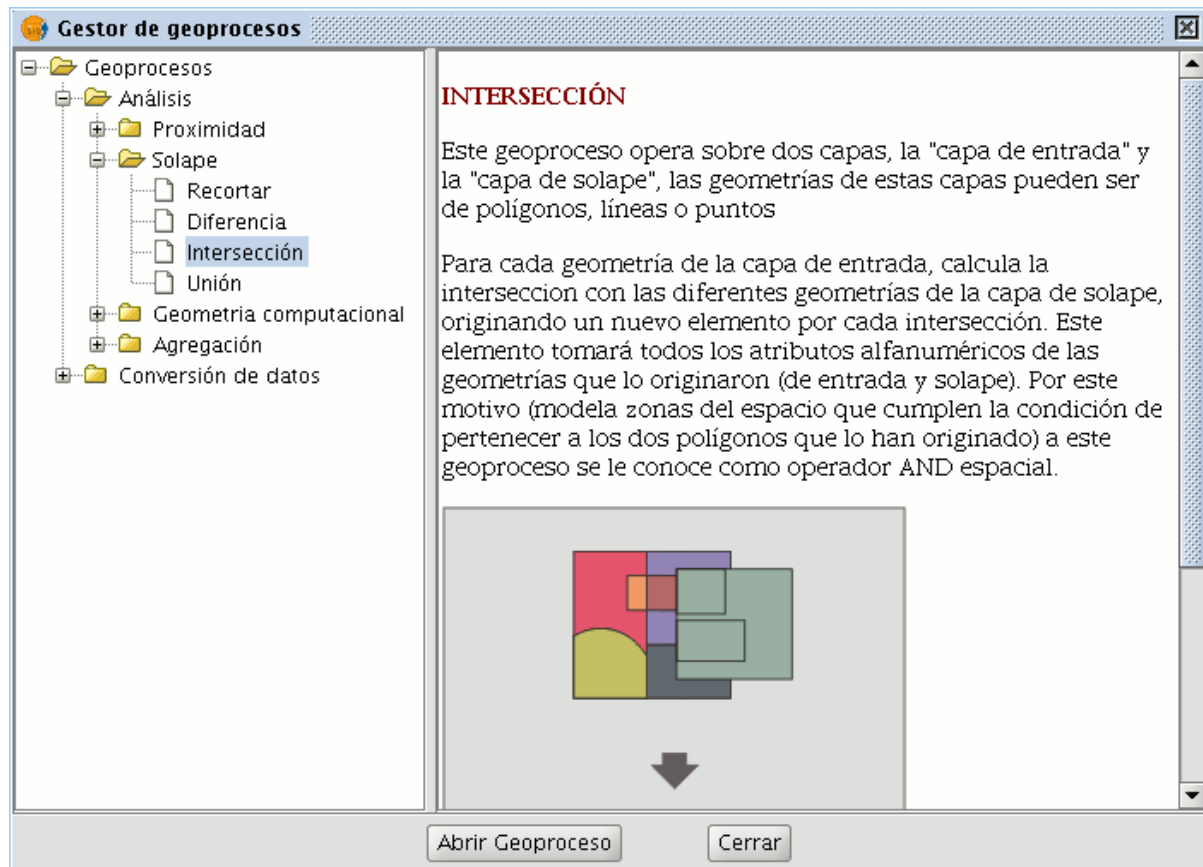 Gestor de geoprocesos
Geoprocesos
Análisis
Proximidad
Solape
Recortar
Diferencia
Intersección
Unión
Geometria computacional
Agregación
Conversión de datos
INTERSECCIÓN
Este geoproceso opera sobre dos capas, la "capa de entrada" y
la "capa de solape", las geometrías de estas capas pueden ser
de polígonos, líneas o puntos
Para cada geometría de la capa de entrada, calcula la
interseccion con las diferentes geometrías de la capa de solape,
originando un nuevo elemento por cada intersección. Este
elemento tomará todos los atributos alfanuméricos de las
geometrías que lo originaron (de entrada y solape). Por este
motivo (modela zonas del espacio que cumplen la condición de
pertenecer a los dos polígonos que lo han originado) a este
geoproceso se le conoce como operador AND espacial.
Abrir Geoproceso
Cerrar